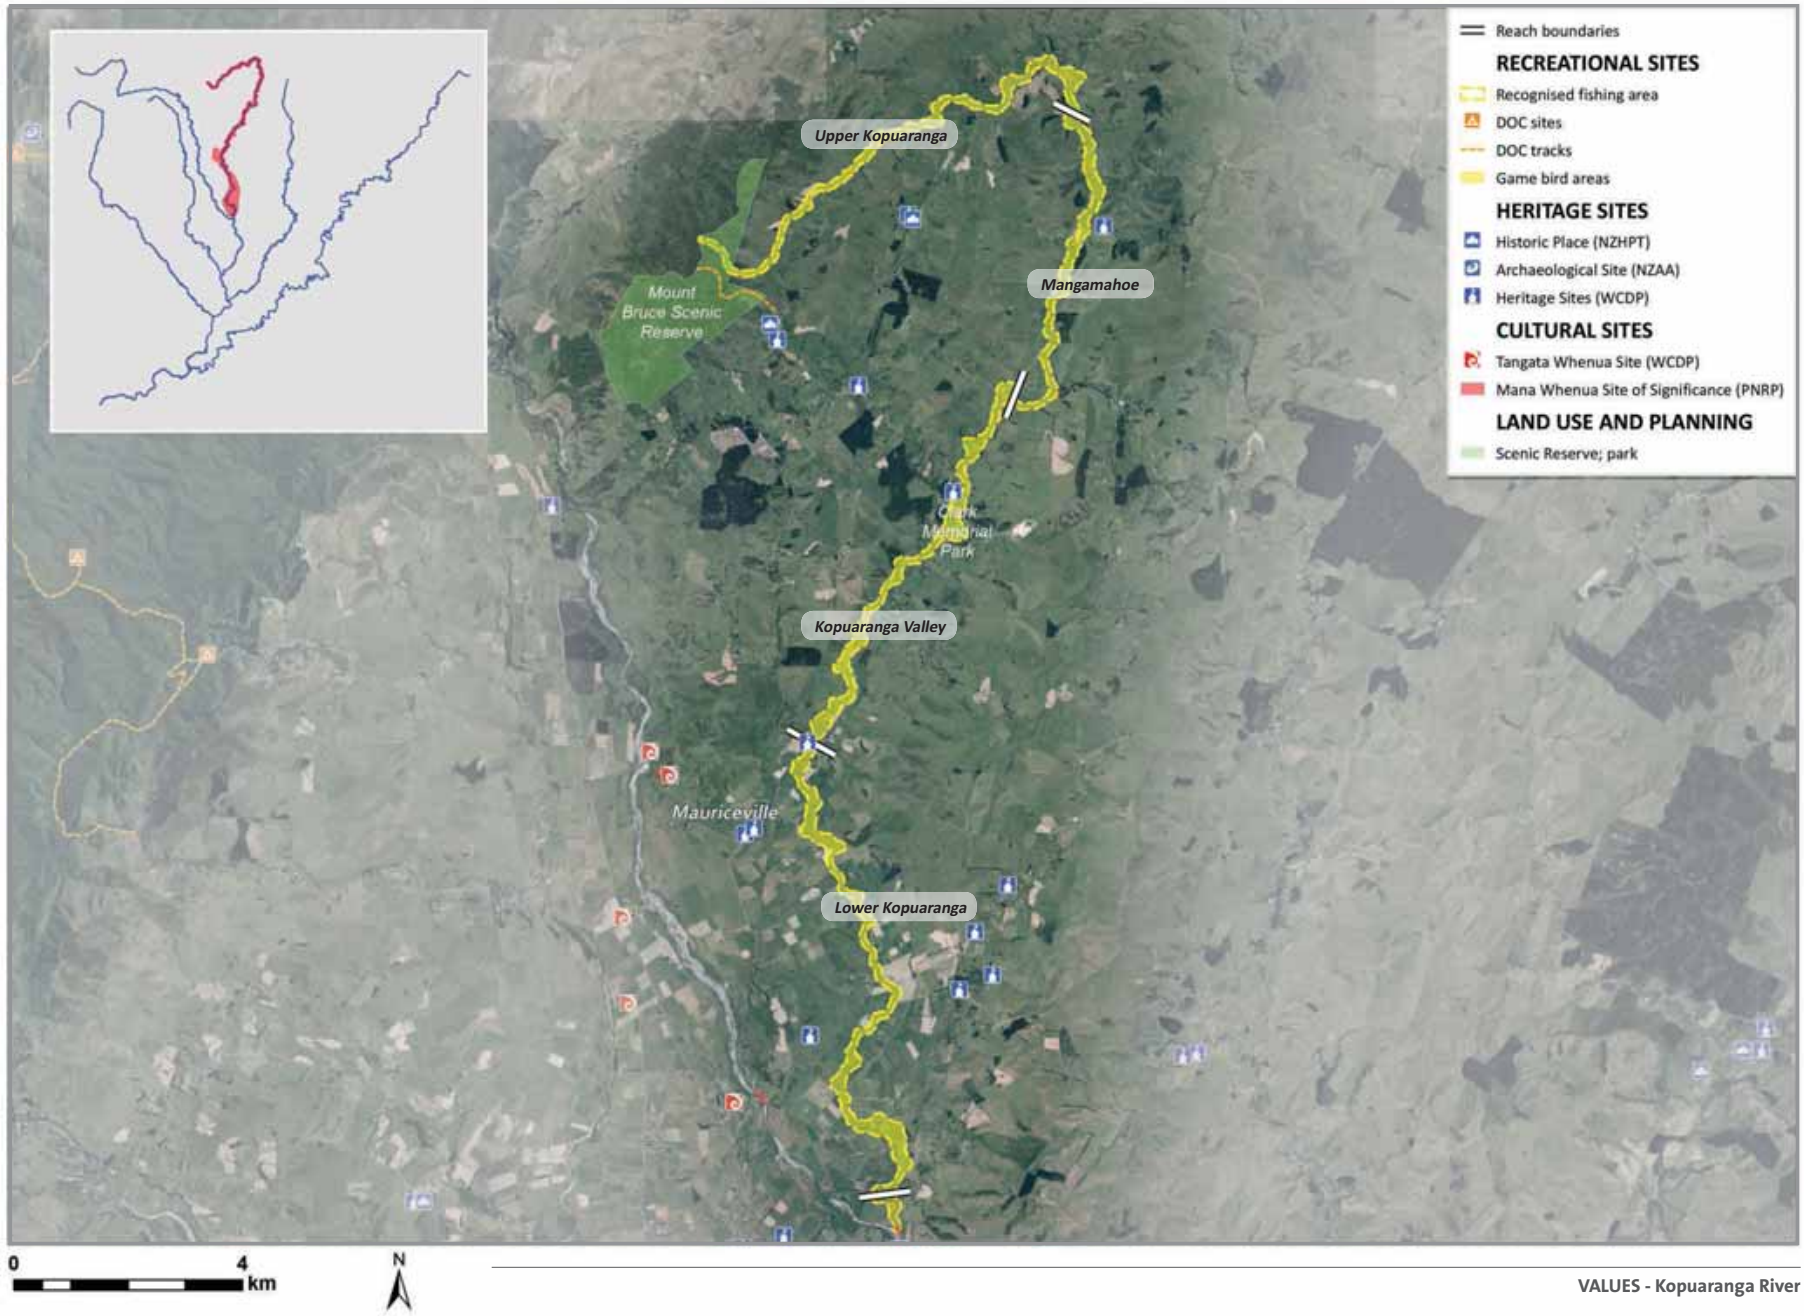 Reach boundaries
RECREATIONAL SITES
Recognised fishing area
DOC sites
DOC tracks
Game bird areas
HERITAGE SITES
Historic Place (NZHPT)
Archaeological Site (NZAA)
Heritage Sites (WCDP)
CULTURAL SITES
Tangata Whenua Site (WCDP)
Mana Whenua Site of Significance (PNRP)
LAND USE AND PLANNING
Scenic Reserve; park
Upper Kopuaranga
Mangamahoe
Mount
Bruce Scenic
Reserve
Clark
Memorial
Park
Kopuaranga Valley
Mauriceville
Lower Kopuaranga
0 4
km
N
VALUES - Kopuaranga River